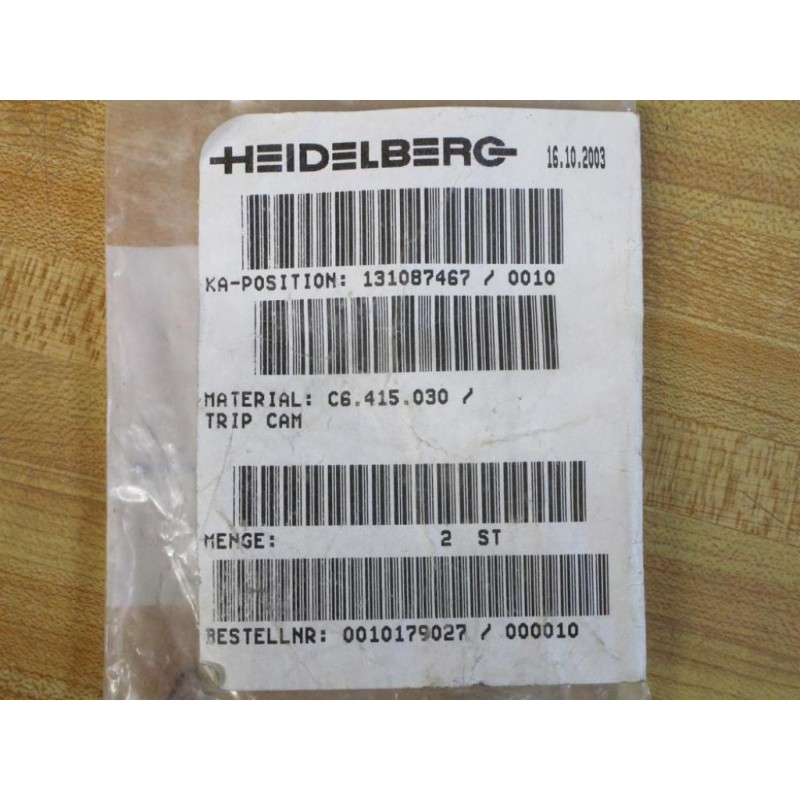 HEIDELBERG 16.10.2003
KA-POSITION: 131087467 / 0010
MATERIAL: C6.415.030 /
TRIP CAM
MENGE: 2 ST
BESTELLNR: 0010179027 / 000010